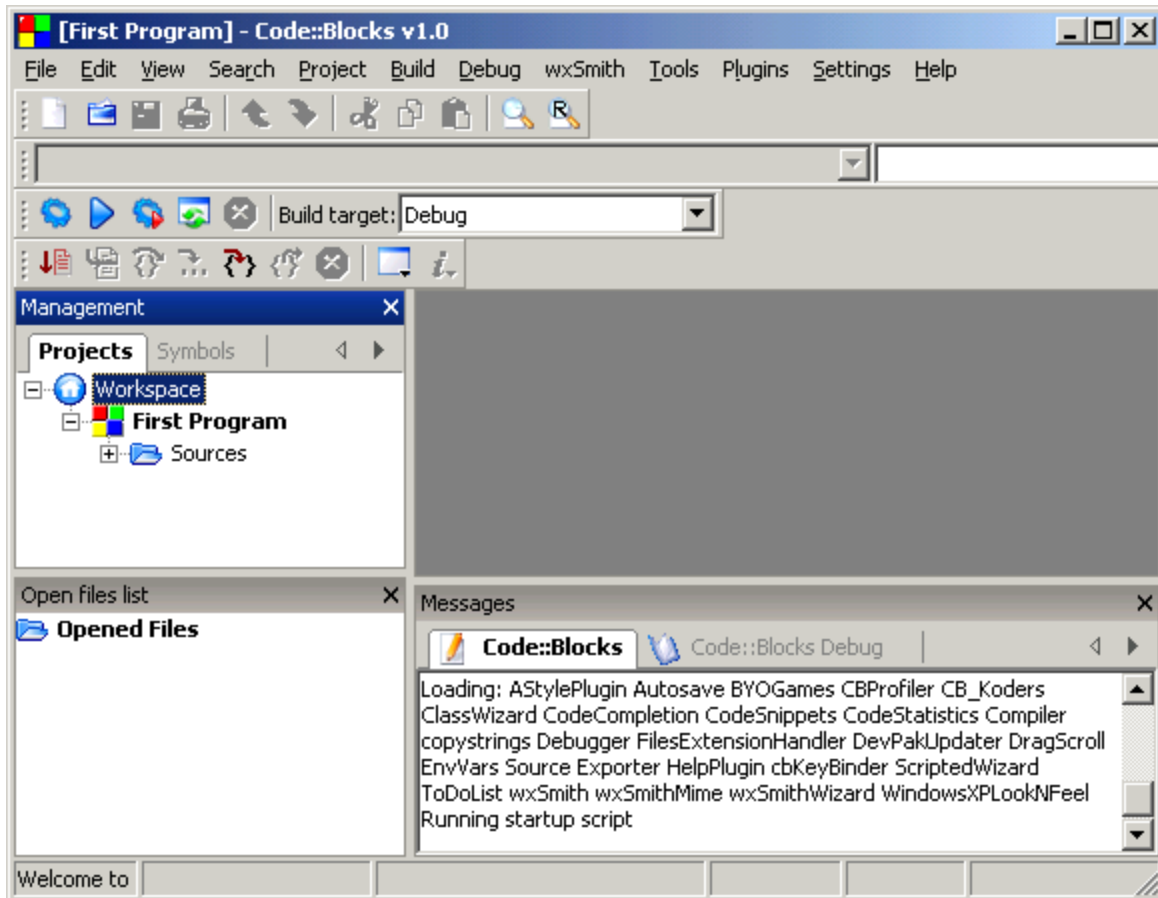 [First Program] - Code::Blocks v1.0
File Edit View Search Project Build Debug wxSmith Tools Plugins Settings Help
Build target: Debug
Management
Projects Symbols
Workspace
First Program
Sources
Open files list
Opened Files
Messages
Code::Blocks Code::Blocks Debug
Loading: AStylePlugin Autosave BYOGames CBProfiler CB_Koders
ClassWizard CodeCompletion CodeSnippets CodeStatistics Compiler
copystrings Debugger FilesExtensionHandler DevPakUpdater DragScroll
EnvVars Source Exporter HelpPlugin cbKeyBinder ScriptedWizard
ToDoList wxSmith wxSmithMime wxSmithWizard WindowsXPLookNFeel
Running startup script
Welcome to